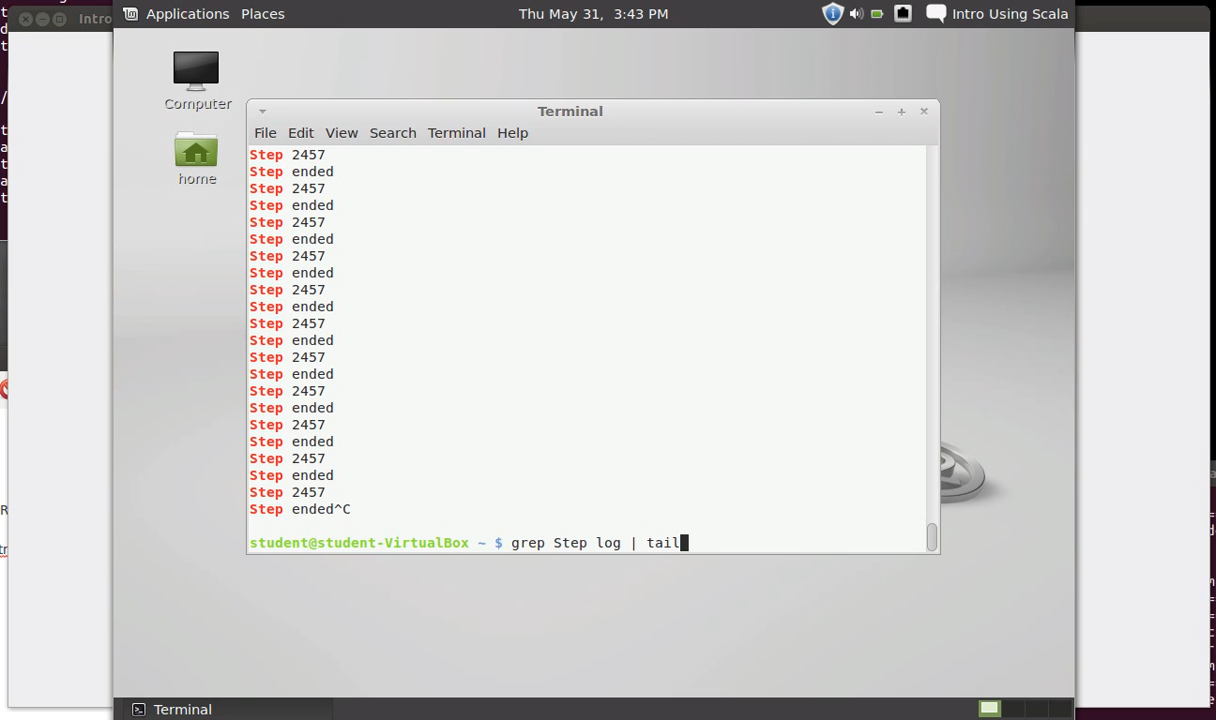 Intro
Applications Places Thu May 31, 3:43 PM Intro Using Scala
Computer
home
Terminal
File Edit View Search Terminal Help
Step 2457
Step ended
Step 2457
Step ended
Step 2457
Step ended
Step 2457
Step ended
Step 2457
Step ended
Step 2457
Step ended
Step 2457
Step ended
Step 2457
Step ended
Step 2457
Step ended
Step 2457
Step ended
Step 2457
Step ended^C
student@student-VirtualBox ~ $ grep Step log | tail
Terminal